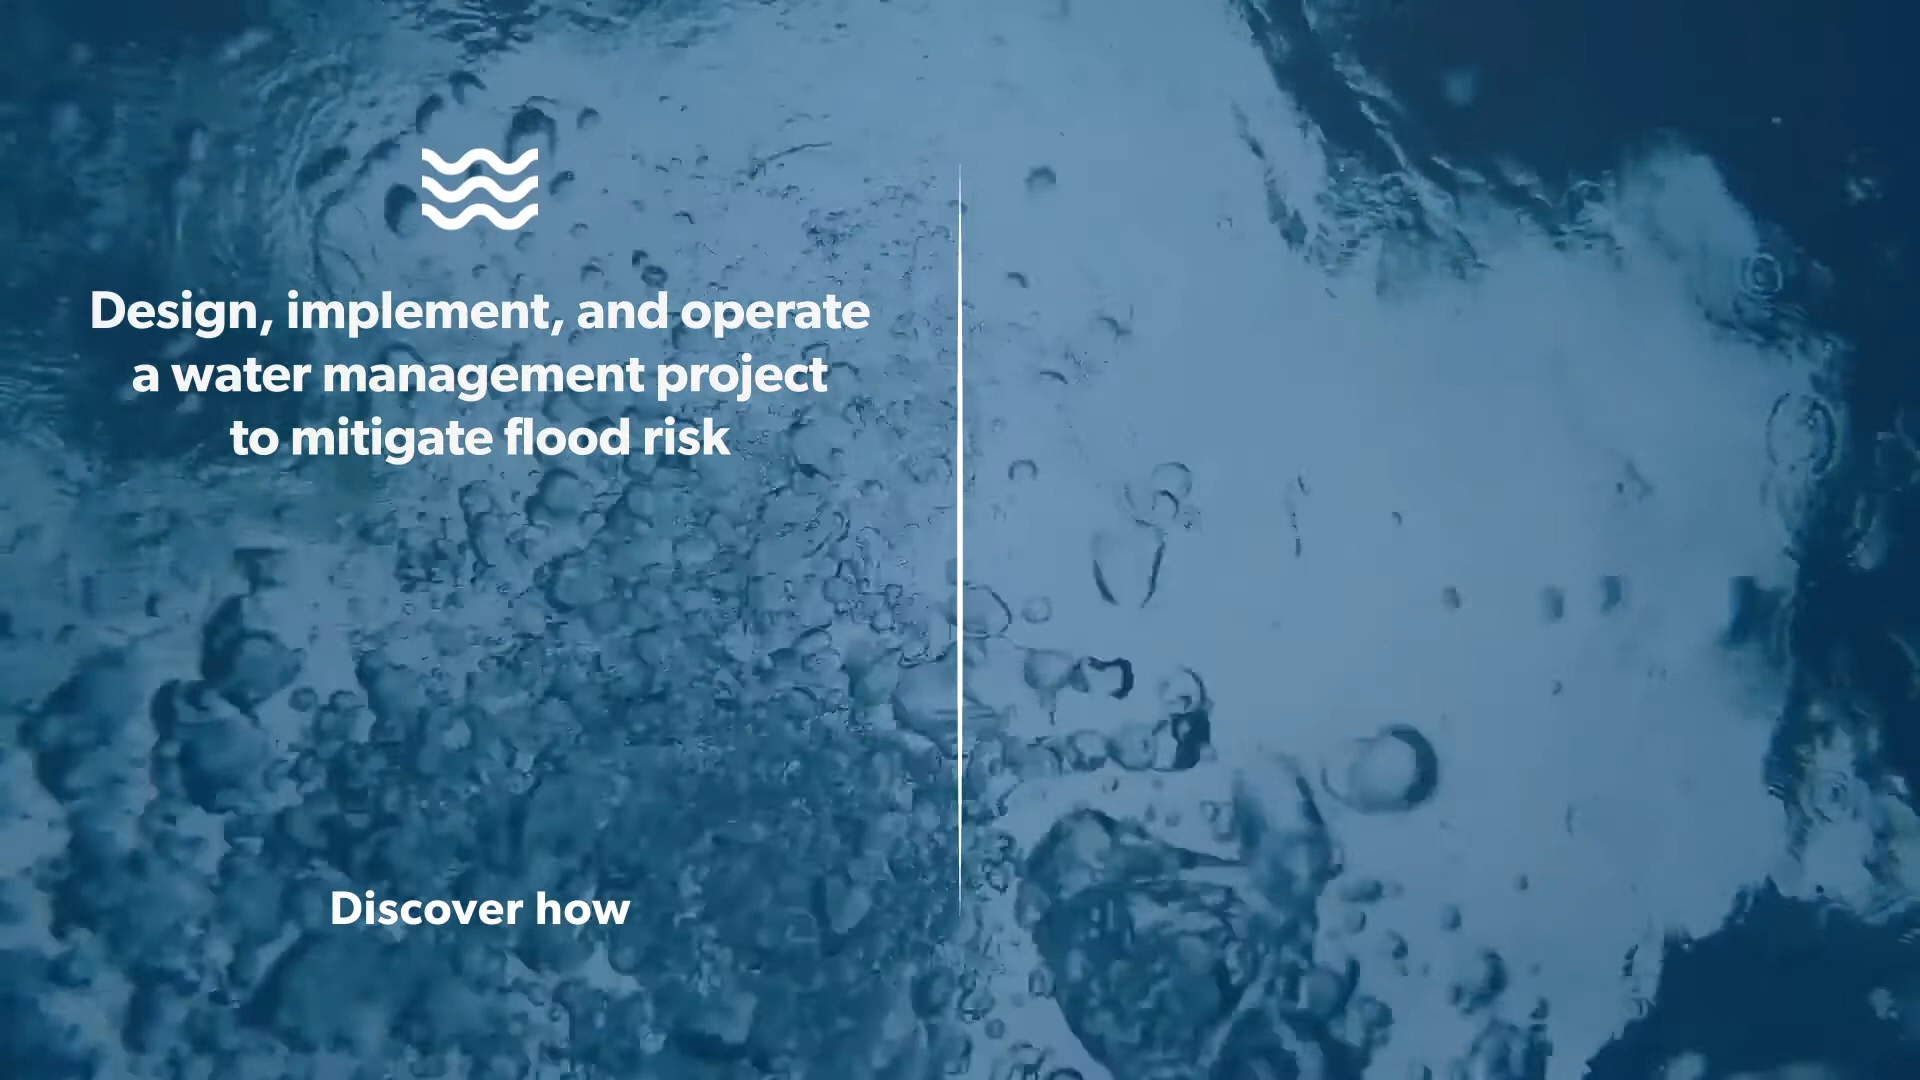 Design, implement, and operate
a water management project
to mitigate flood risk
Discover how